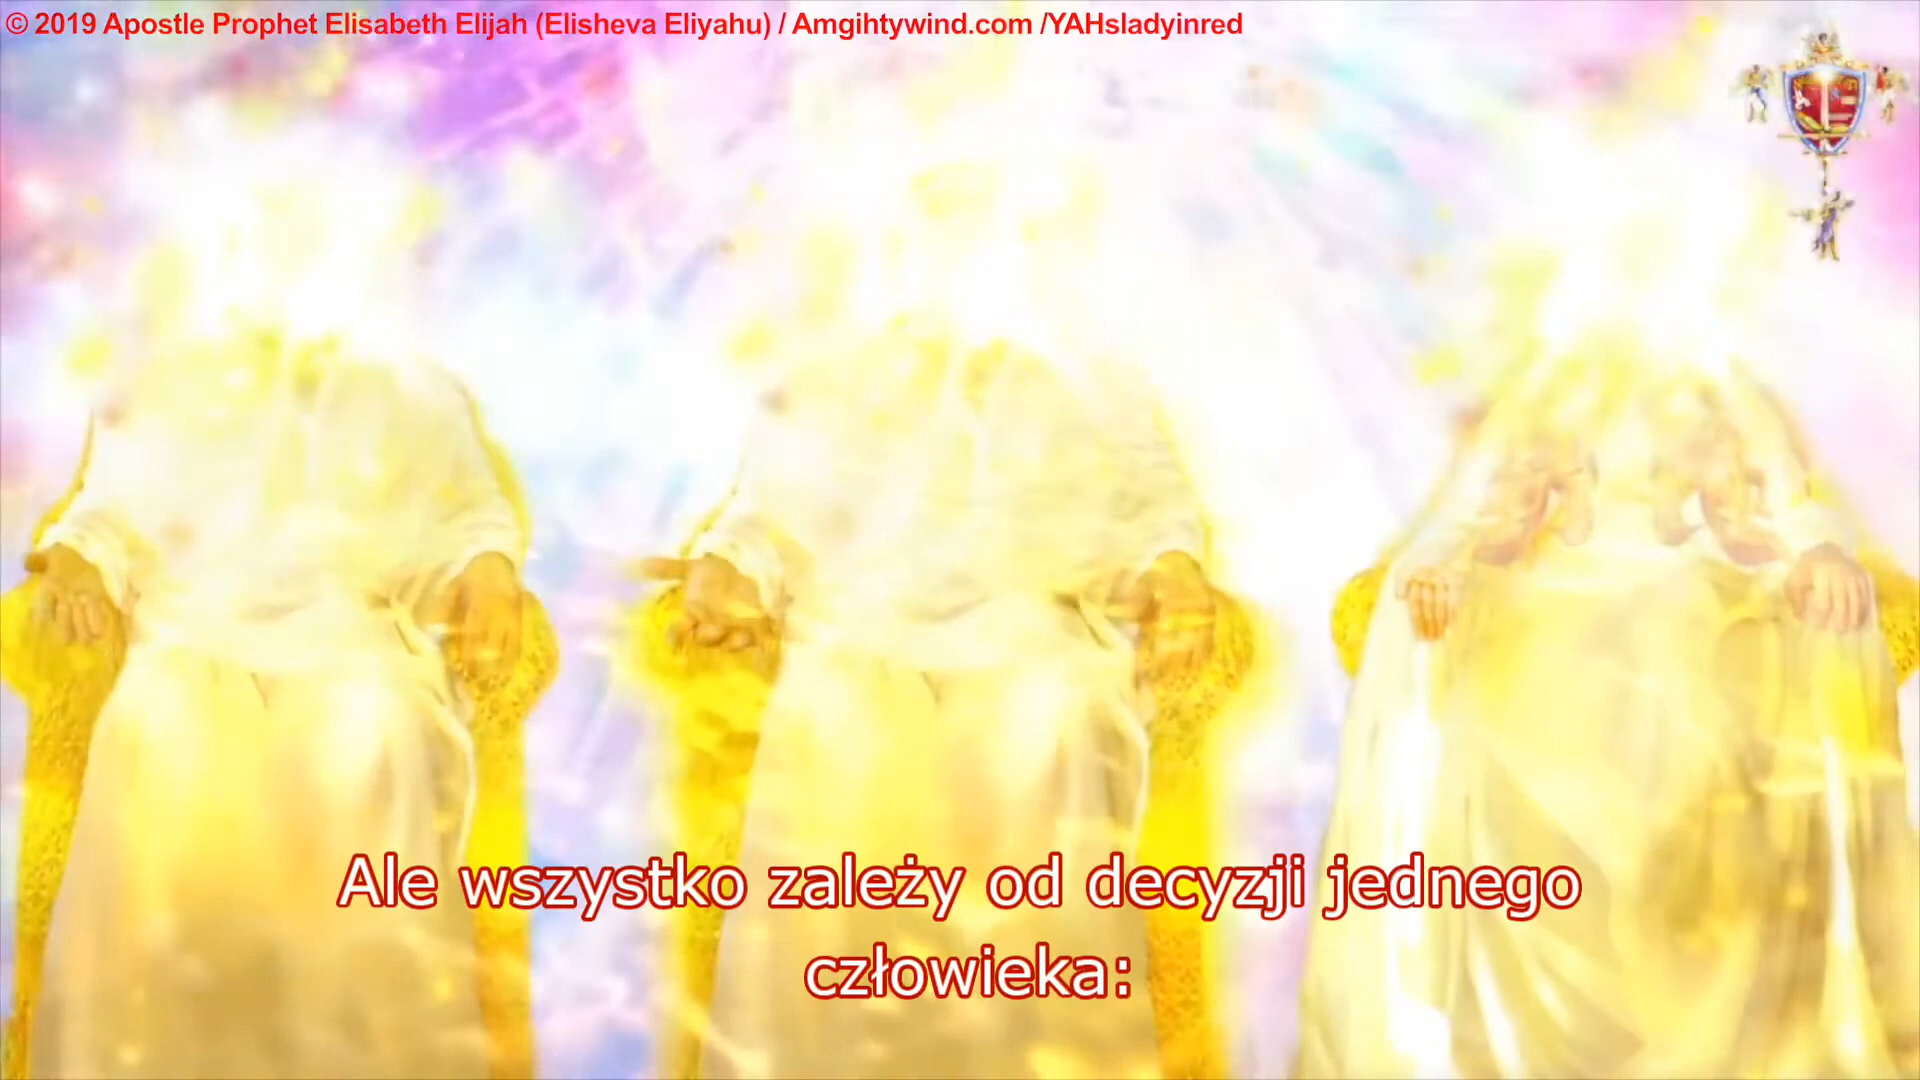 © 2019 Apostle Prophet Elisabeth Elijah (Elisheva Eliyahu) / Amgihtywind.com /YAHsladyinred
Ale wszystko zależy od decyzji jednego
człowieka: